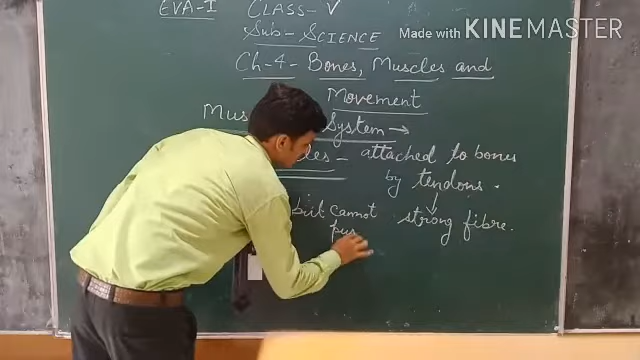 Made with KINEMASTER
EVA-I CLASS-V
Sub-SCIENCE
Ch-4- Bones, Muscles and
Movement
System →
- attached to bones
by tendons.
↓
but cannot strong fibre.